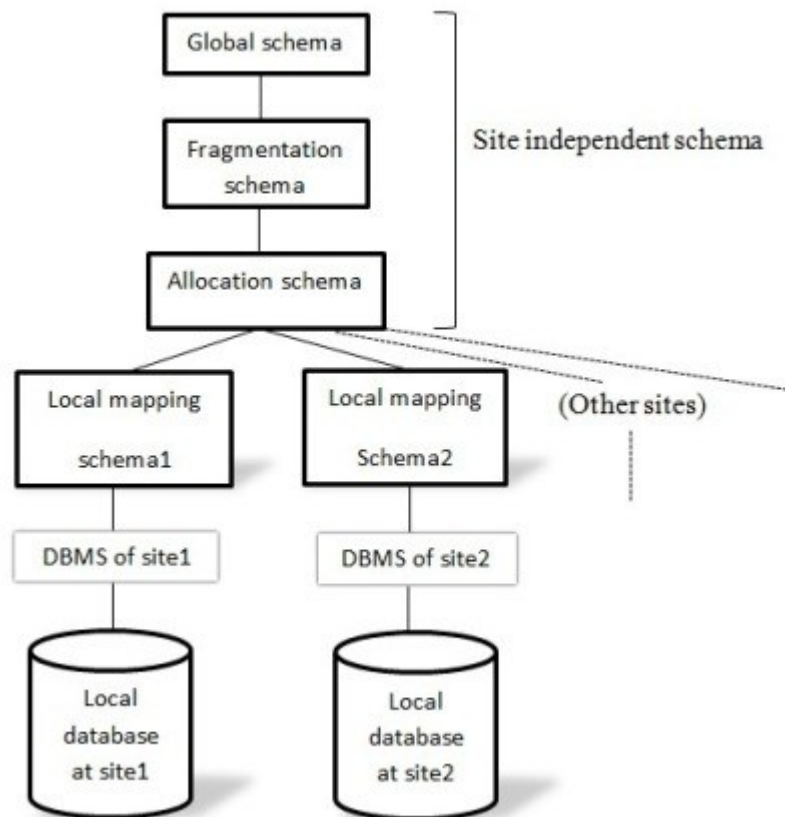 Global schema
Fragmentation
schema
Site independent schema
Allocation schema
Local mapping
schema1
Local mapping
Schema2
(Other sites)
DBMS of site1
DBMS of site2
Local
database
at site1
Local
database
at site2